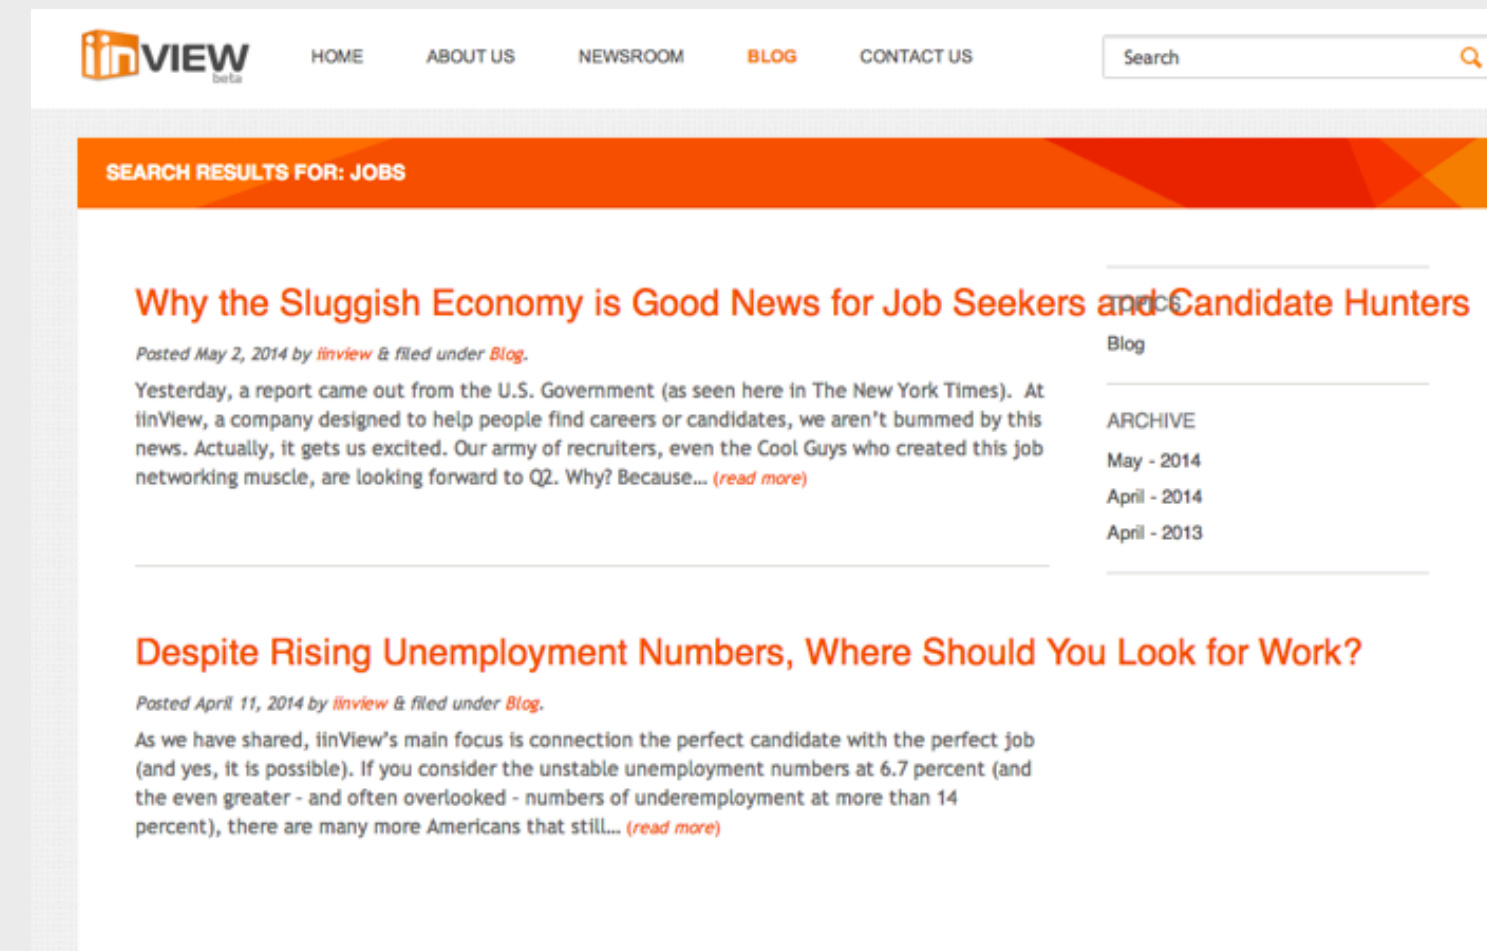 iinVIEW
beta
HOME
ABOUT US
NEWSROOM
BLOG
CONTACT US
Search
SEARCH RESULTS FOR: JOBS
Why the Sluggish Economy is Good News for Job Seekers and Candidate Hunters
Posted May 2, 2014 by iinview & filed under Blog.
Yesterday, a report came out from the U.S. Government (as seen here in The New York Times).  At
iinView, a company designed to help people find careers or candidates, we aren't bummed by this
news. Actually, it gets us excited. Our army of recruiters, even the Cool Guys who created this job
networking muscle, are looking forward to Q2. Why? Because... (read more)
Despite Rising Unemployment Numbers, Where Should You Look for Work?
Posted April 11, 2014 by iinview & filed under Blog.
As we have shared, iinView's main focus is connection the perfect candidate with the perfect job
(and yes, it is possible). If you consider the unstable unemployment numbers at 6.7 percent (and
the even greater - and often overlooked - numbers of underemployment at more than 14
percent), there are many more Americans that still... (read more)
TOPICS
Blog
ARCHIVE
May - 2014
April - 2014
April - 2013